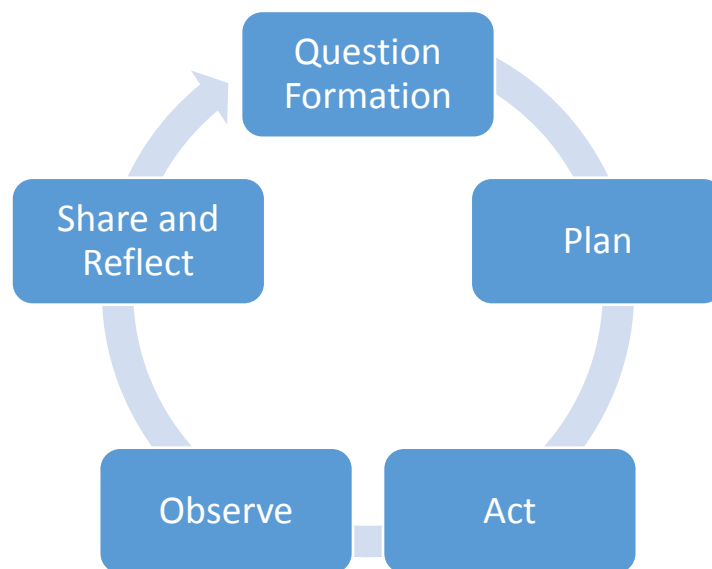 Question
Formation
Plan
Act
Observe
Share and
Reflect